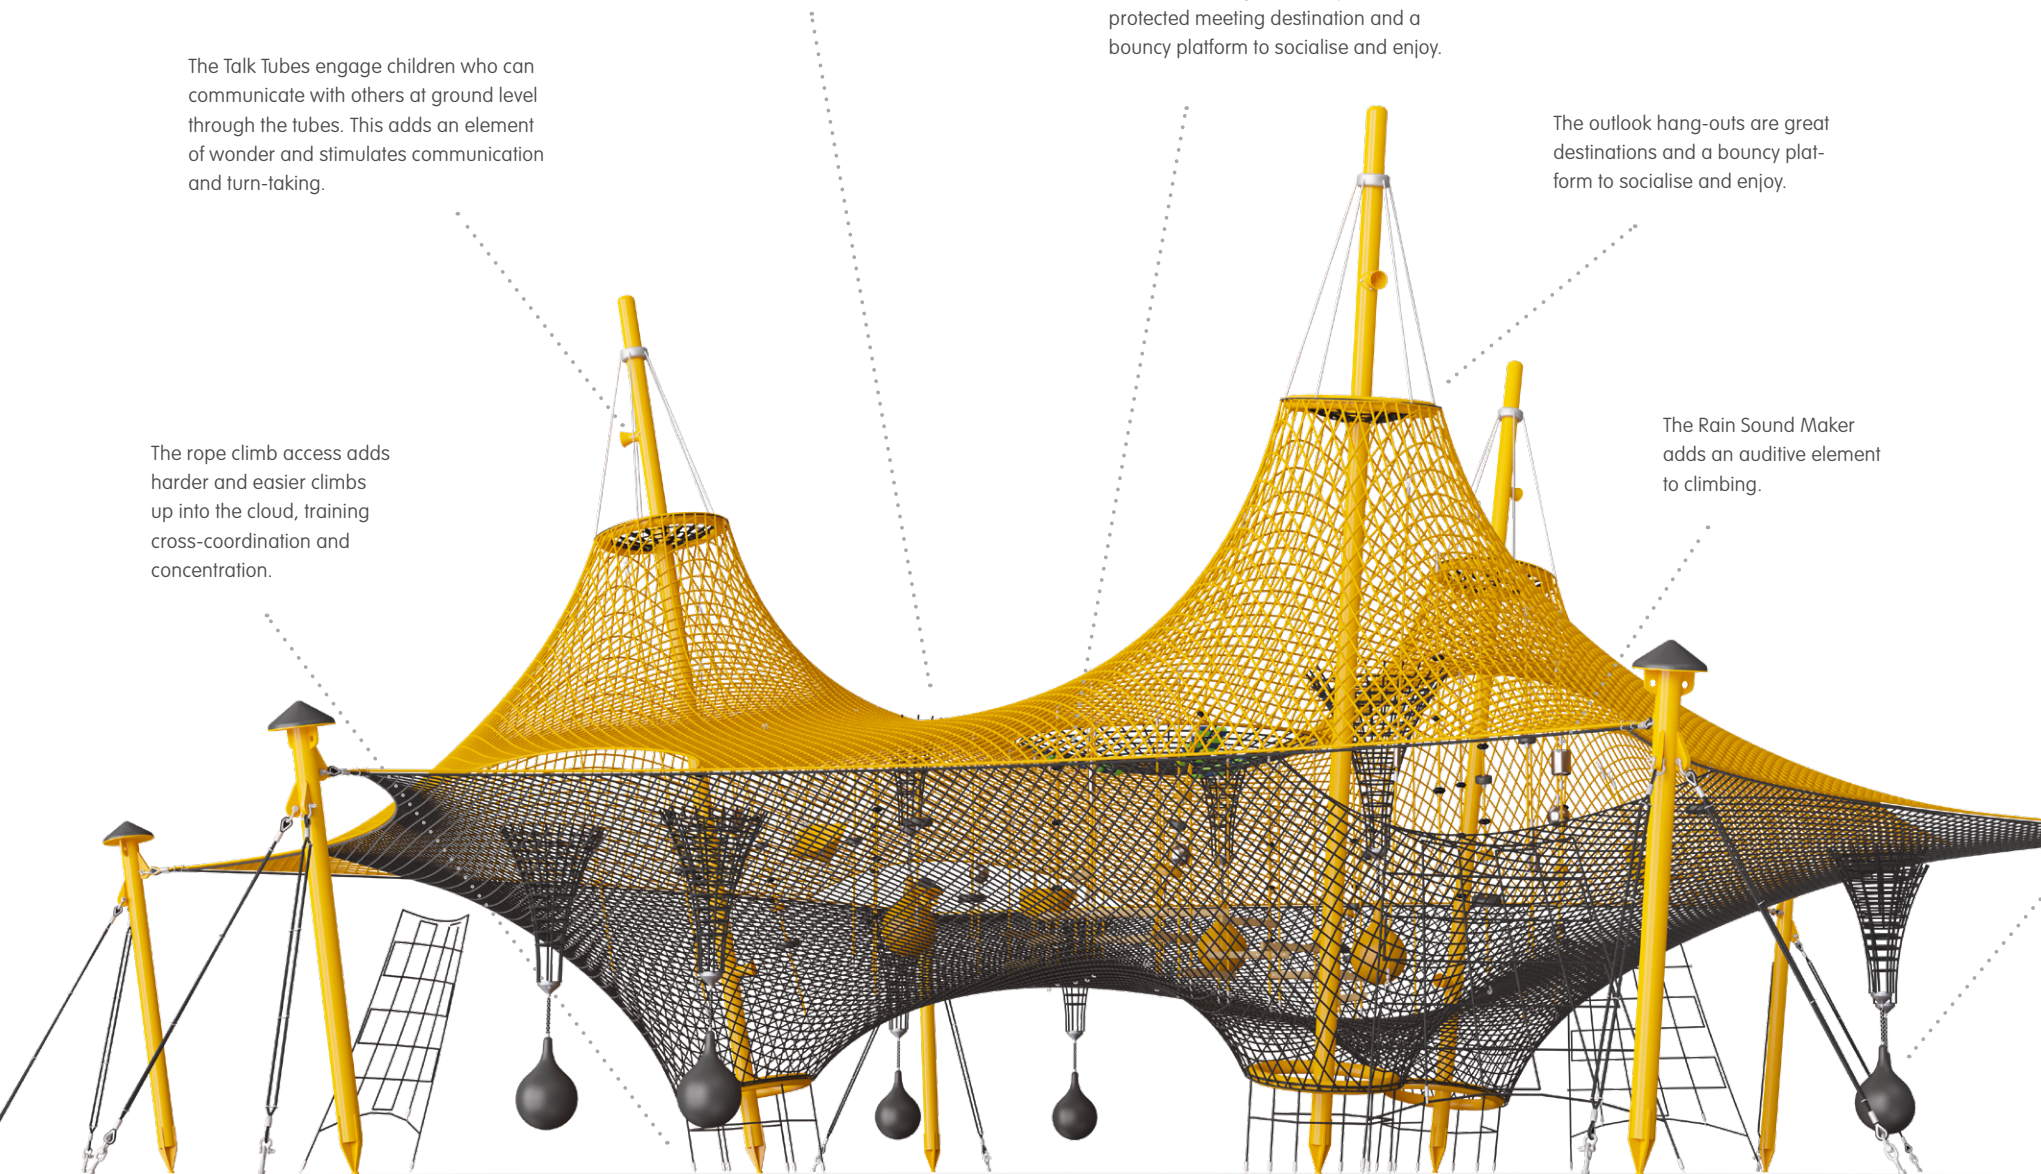 protected meeting destination and a
bouncy platform to socialise and enjoy.
The Talk Tubes engage children who can
communicate with others at ground level
through the tubes. This adds an element
of wonder and stimulates communication
and turn-taking.
The outlook hang-outs are great
destinations and a bouncy plat-
form to socialise and enjoy.
The Rain Sound Maker
adds an auditive element
to climbing.
The rope climb access adds
harder and easier climbs
up into the cloud, training
cross-coordination and
concentration.